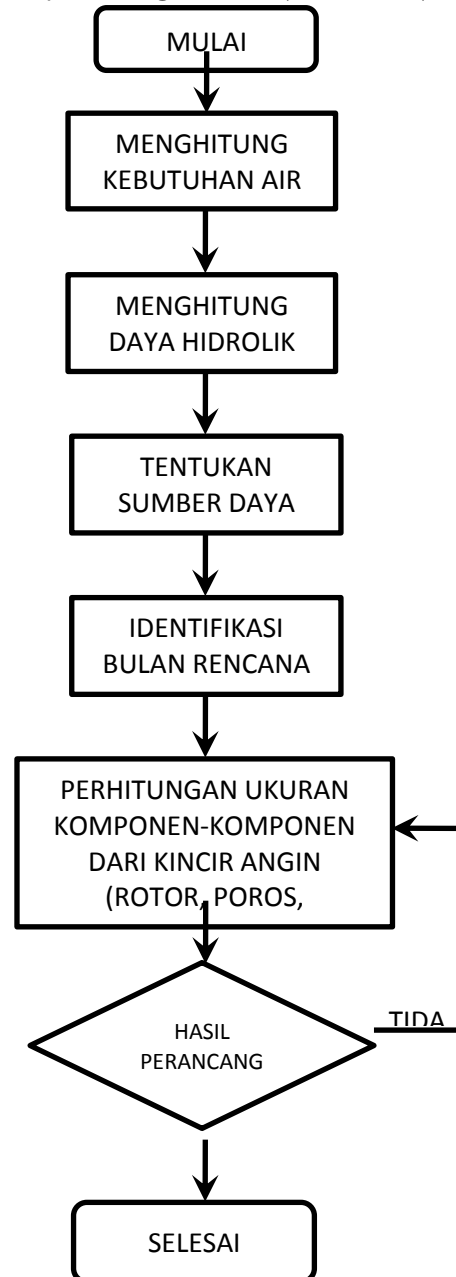 MULAI
MENGHITUNG
KEBUTUHAN AIR
MENGHITUNG
DAYA HIDROLIK
TENTUKAN
SUMBER DAYA
IDENTIFIKASI
BULAN RENCANA
PERHITUNGAN UKURAN
KOMPONEN-KOMPONEN
DARI KINCIR ANGIN
(ROTOR, POROS,
HASIL
PERANCANG
TIDA
SELESAI